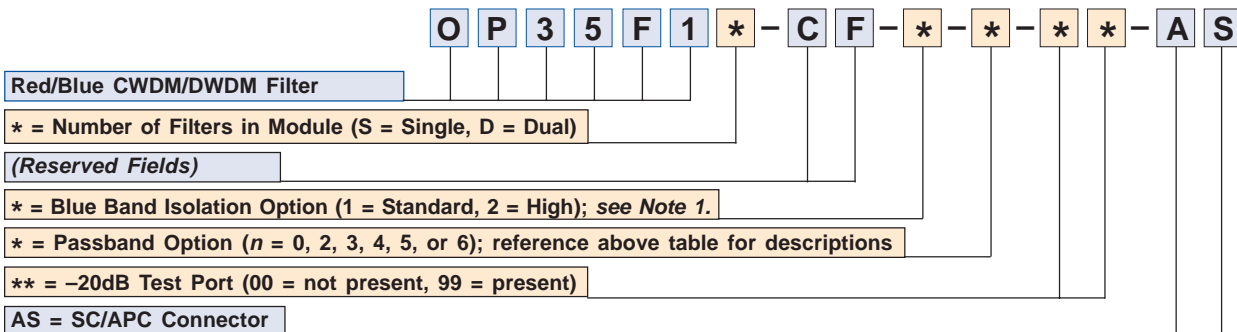 O P 3 5 F 1 * – C F – * – * – * * – A S
Red/Blue CWDM/DWDM Filter
* = Number of Filters in Module (S = Single, D = Dual)
(Reserved Fields)
* = Blue Band Isolation Option (1 = Standard, 2 = High); see Note 1.
* = Passband Option (n = 0, 2, 3, 4, 5, or 6); reference above table for descriptions
** = –20dB Test Port (00 = not present, 99 = present)
AS = SC/APC Connector